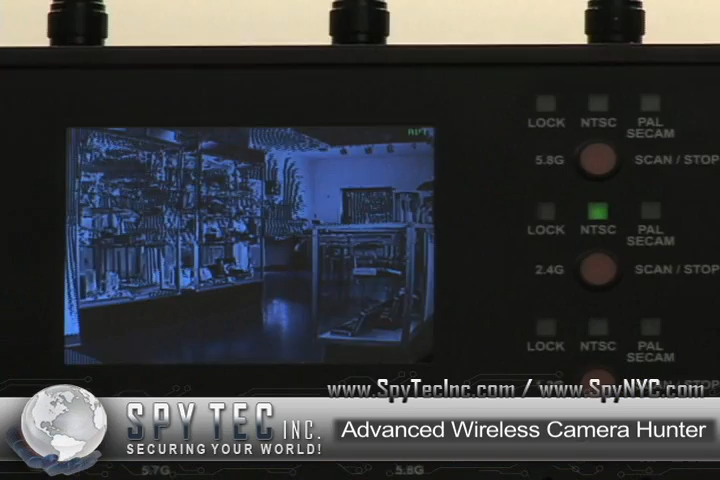 LOCK NTSC PAL SECAM
5.8G SCAN / STOP
LOCK NTSC PAL SECAM
2.4G SCAN / STOP
LOCK NTSC PAL SECAM
www.SpyTecInc.com / www.SpyNYC.com
SPY TEC INC.
SECURING YOUR WORLD!
Advanced Wireless Camera Hunter
5.7G 5.8G